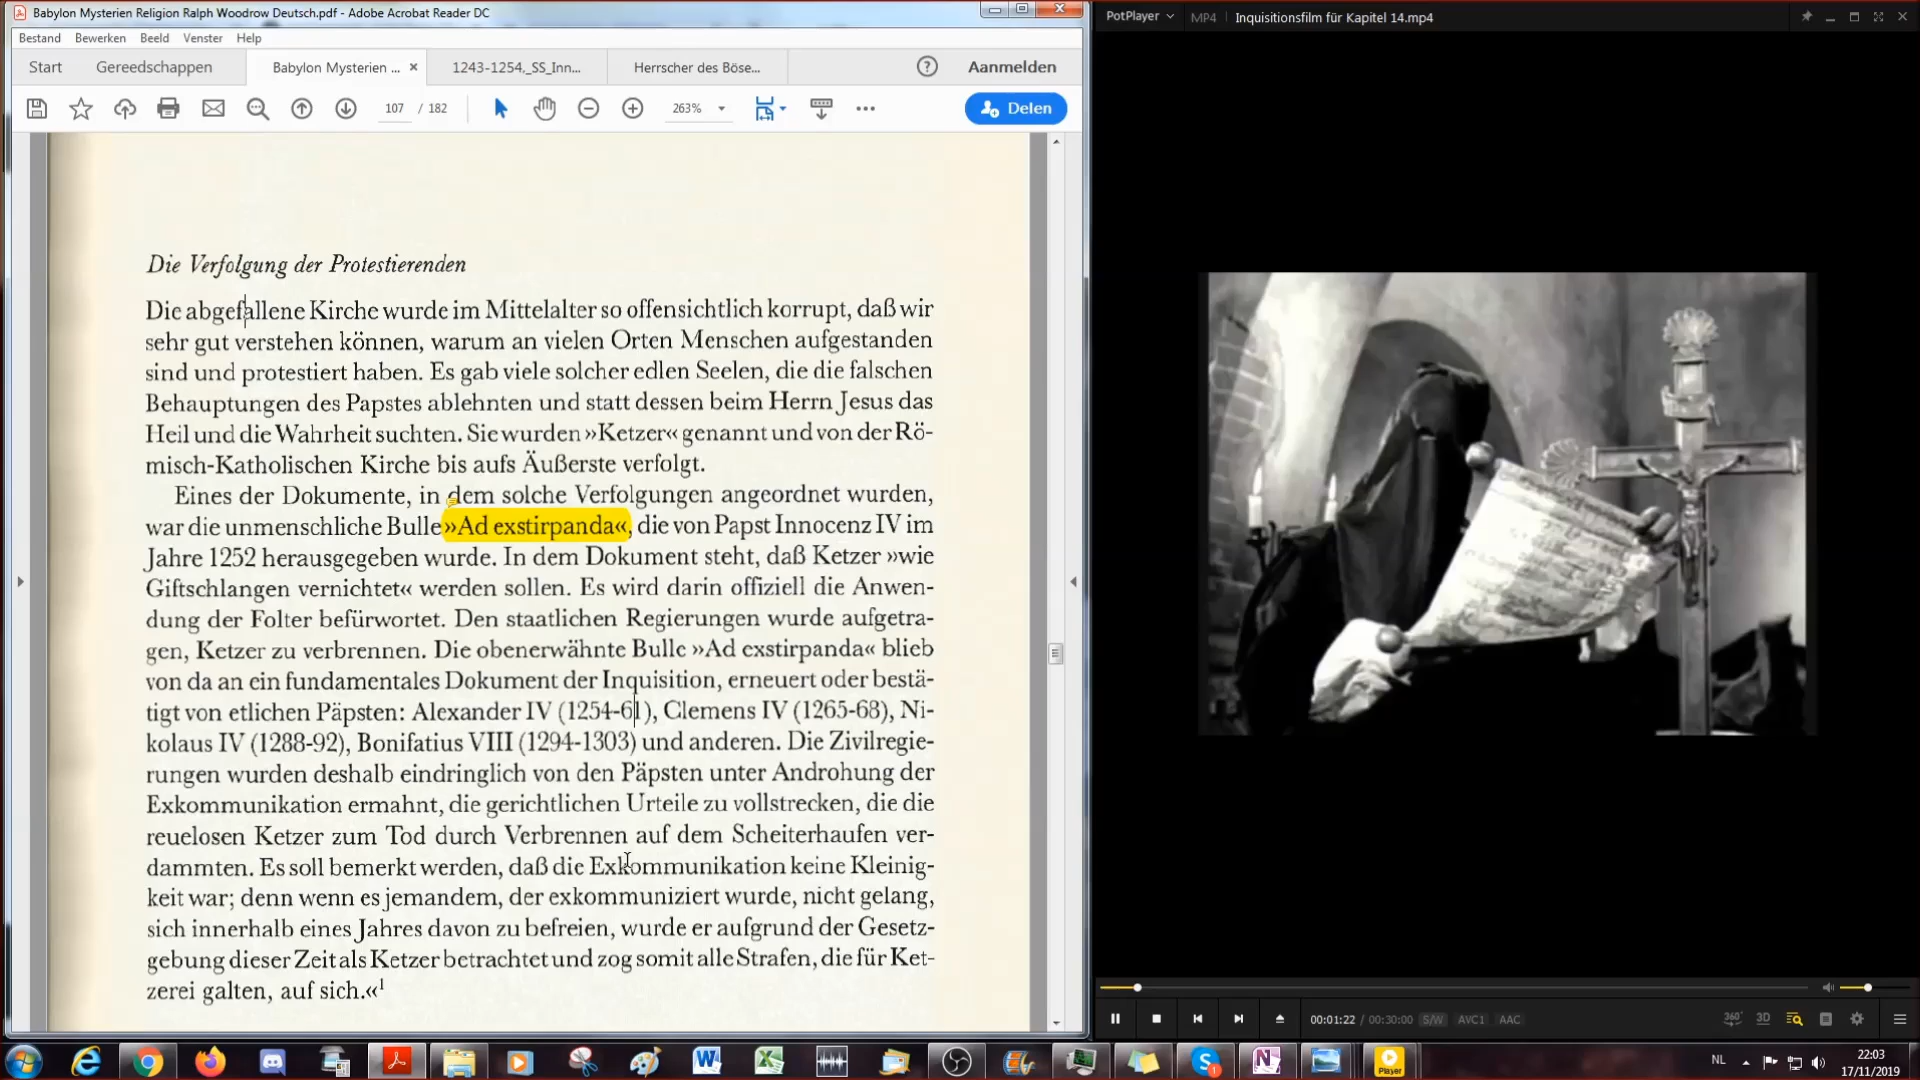 Babylon Mysterien Religion Ralph Woodrow Deutsch.pdf - Adobe Acrobat Reader DC
Bestand Bewerken Beeld Venster Help
Start Gereedschappen Babylon Mysterien ... × 1243-1254,_SS_Inn... Herrscher des Böse... Aanmelden
107 / 182 263% Delen
Die Verfolgung der Protestierenden
Die abgefallene Kirche wurde im Mittelalter so offensichtlich korrupt, daß wir
sehr gut verstehen können, warum an vielen Orten Menschen aufgestanden
sind und protestiert haben. Es gab viele solcher edlen Seelen, die die falschen
Behauptungen des Papstes ablehnten und statt dessen beim Herrn Jesus das
Heil und die Wahrheit suchten. Sie wurden »Ketzer« genannt und von der Rö-
misch-Katholischen Kirche bis aufs Äußerste verfolgt.
Eines der Dokumente, in dem solche Verfolgungen angeordnet wurden,
war die unmenschliche Bulle »Ad exstirpanda«, die von Papst Innocenz IV im
Jahre 1252 herausgegeben wurde. In dem Dokument steht, daß Ketzer »wie
Giftschlangen vernichtet« werden sollen. Es wird darin offiziell die Anwen-
dung der Folter befürwortet. Den staatlichen Regierungen wurde aufgetra-
gen, Ketzer zu verbrennen. Die obenerwähnte Bulle »Ad exstirpanda« blieb
von da an ein fundamentales Dokument der Inquisition, erneuert oder bestä-
tigt von etlichen Päpsten: Alexander IV (1254-61), Clemens IV (1265-68), Ni-
kolaus IV (1288-92), Bonifatius VIII (1294-1303) und anderen. Die Zivilregie-
rungen wurden deshalb eindringlich von den Päpsten unter Androhung der
Exkommunikation ermahnt, die gerichtlichen Urteile zu vollstrecken, die die
reuelosen Ketzer zum Tod durch Verbrennen auf dem Scheiterhaufen ver-
dammten. Es soll bemerkt werden, daß die Exkommunikation keine Kleinig-
keit war; denn wenn es jemandem, der exkommuniziert wurde, nicht gelang,
sich innerhalb eines Jahres davon zu befreien, wurde er aufgrund der Gesetz-
gebung dieser Zeit als Ketzer betrachtet und zog somit alle Strafen, die für Ket-
zerei galten, auf sich.«1
PotPlayer MP4 Inquisitionsfilm für Kapitel 14.mp4
00:01:22 / 00:30:00 S/W AVC1 AAC 360° 3D
NL 22:03
17/11/2019
Player